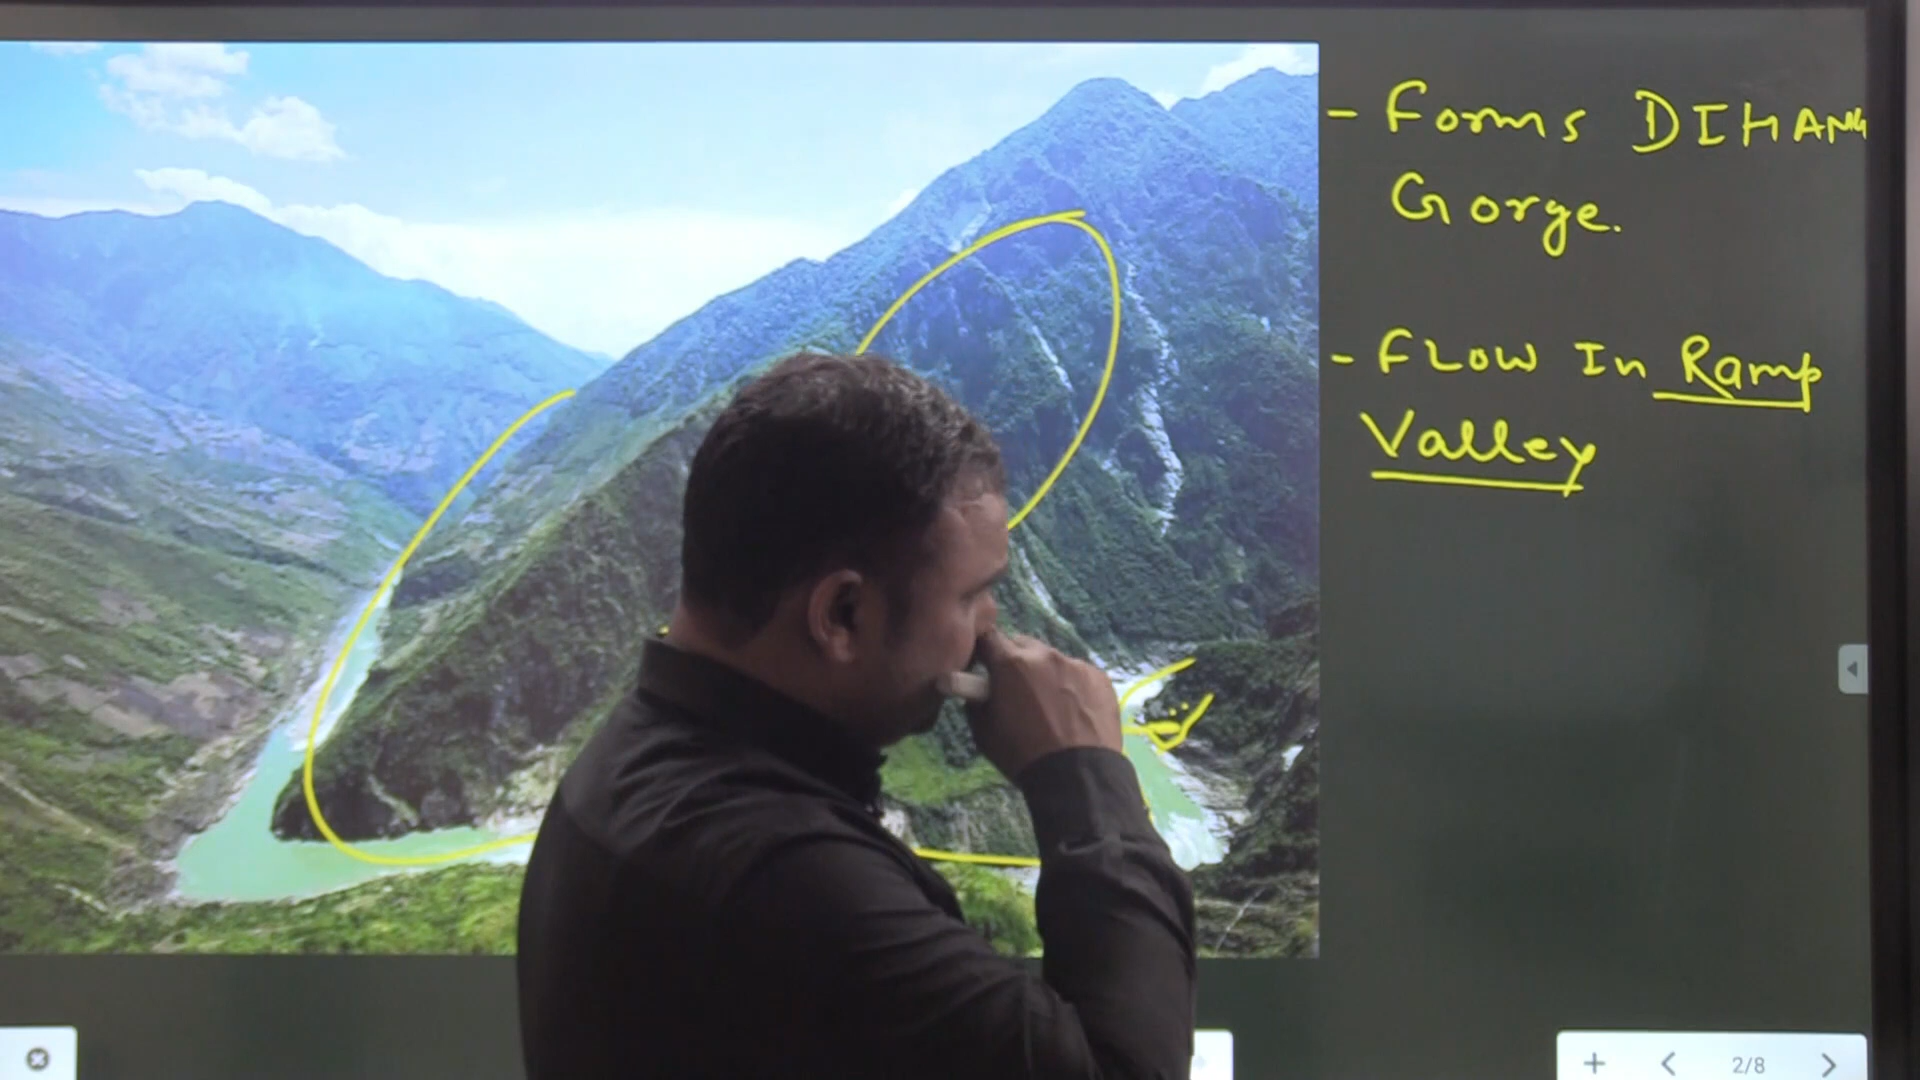 - Forms DIHANG
Gorge.
- FLOW In Ramp
Valley
2/8